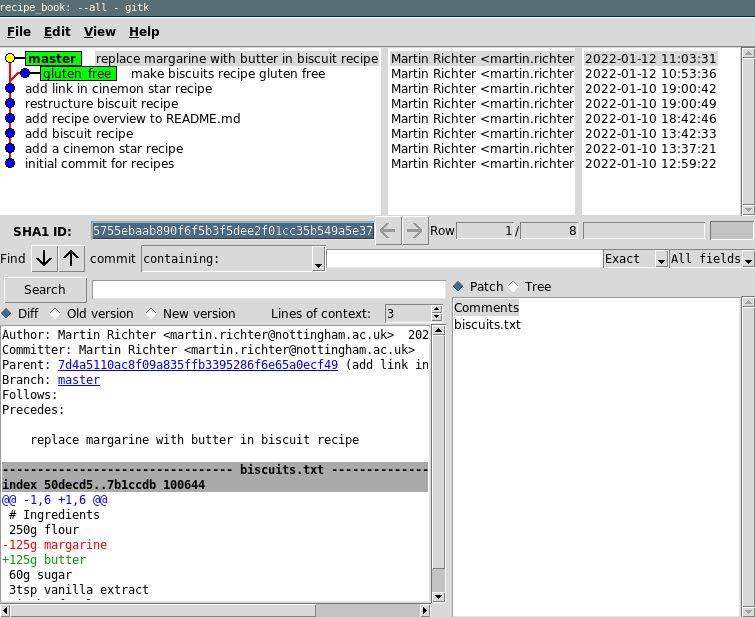 recipe_book: --all - gitk
File Edit View Help
master replace margarine with butter in biscuit recipe Martin Richter <martin.richter 2022-01-12 11:03:31
gluten_free make biscuits recipe gluten free Martin Richter <martin.richter 2022-01-12 10:53:36
add link in cinemon star recipe Martin Richter <martin.richter 2022-01-10 19:00:42
restructure biscuit recipe Martin Richter <martin.richter 2022-01-10 19:00:49
add recipe overview to README.md Martin Richter <martin.richter 2022-01-10 18:42:46
add biscuit recipe Martin Richter <martin.richter 2022-01-10 13:42:33
add a cinemon star recipe Martin Richter <martin.richter 2022-01-10 13:37:21
initial commit for recipes Martin Richter <martin.richter 2022-01-10 12:59:22
SHA1 ID: 5755ebaab890f6f5b3f5dee2f01cc35b549a5e37 Row 1 / 8
Find commit containing: Exact All fields
Search
Diff Old version New version Lines of context: 3
Author: Martin Richter <martin.richter@nottingham.ac.uk> 202
Committer: Martin Richter <martin.richter@nottingham.ac.uk>
Parent: 7d4a5110ac8f09a835ffb3395286f6e65a0ecf49 (add link in
Branch: master
Follows:
Precedes:
replace margarine with butter in biscuit recipe
------------------------------- biscuits.txt --------------
index 50decd5..7b1ccdb 100644
@@ -1,6 +1,6 @@
# Ingredients
250g flour
-125g margarine
+125g butter
60g sugar
3tsp vanilla extract
Patch Tree
Comments
biscuits.txt